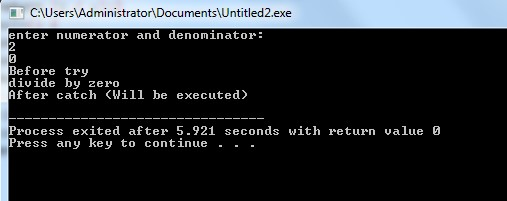 C:\Users\Administrator\Documents\Untitled2.exe
enter numerator and denominator:
2
0
Before try
divide by zero
After catch (Will be executed)
--------------------------------
Process exited after 5.921 seconds with return value 0
Press any key to continue . . .